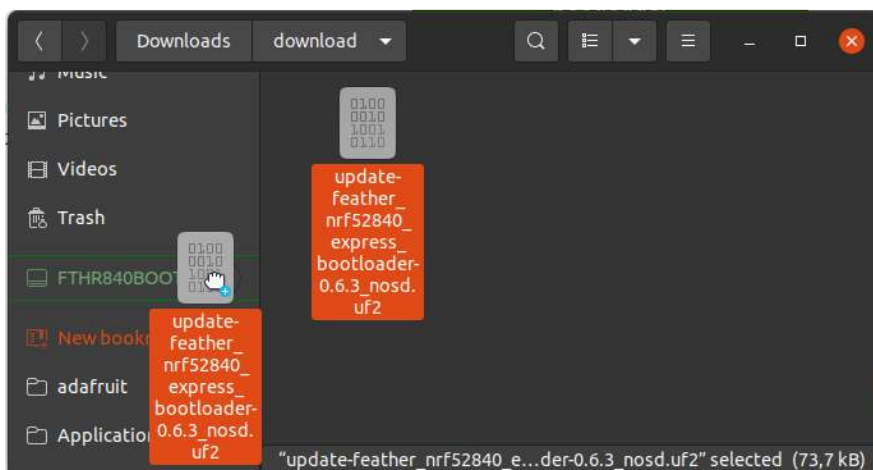 Downloads download
Music
Pictures
Videos
Trash
FTHR840BOOT
New book
adafruit
Application
0100
0010
1001
0110
update-
feather_
nrf52840_
express_
bootloader-
0.6.3_nosd.
uf2
0100
0010
update-
feather_
nrf52840_
express_
bootloader-
0.6.3_nosd.
uf2
“update-feather_nrf52840_e…der-0.6.3_nosd.uf2” selected (73,7 kB)